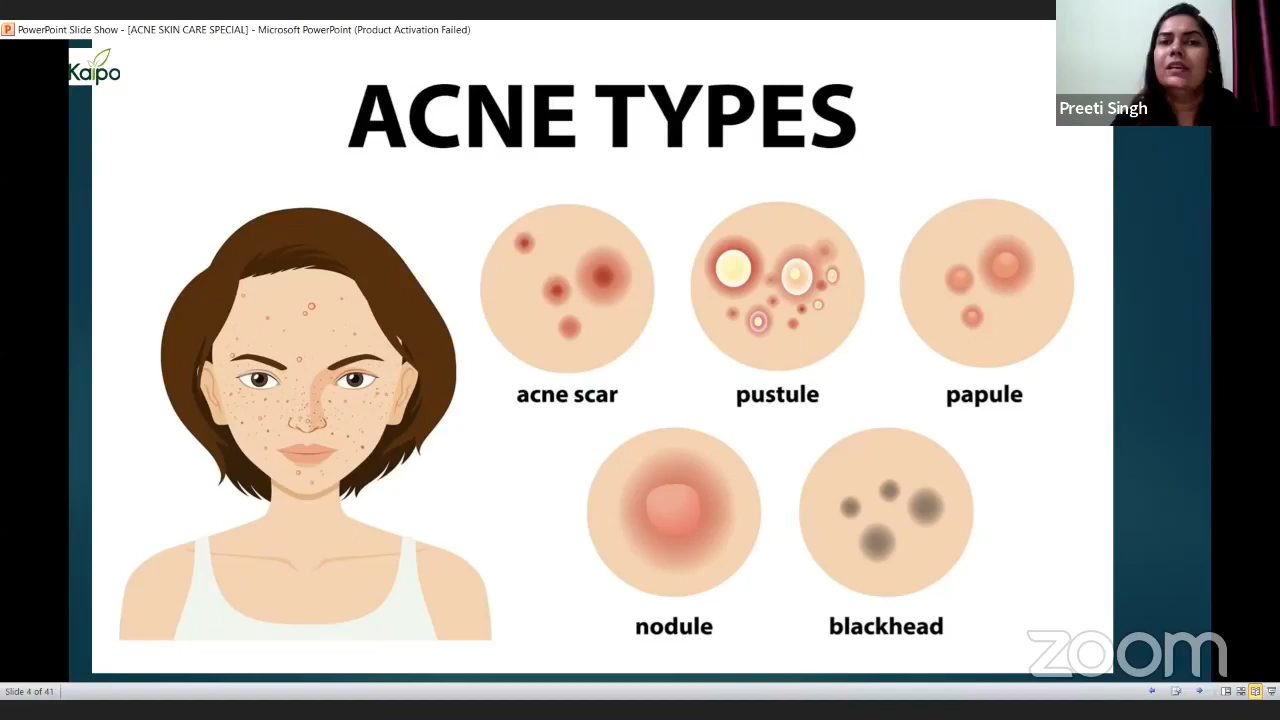 PowerPoint Slide Show - [ACNE SKIN CARE SPECIAL] - Microsoft PowerPoint (Product Activation Failed)
Kaipo
Preeti Singh
ACNE TYPES
acne scar
pustule
papule
nodule
blackhead
zoom
Slide 4 of 41